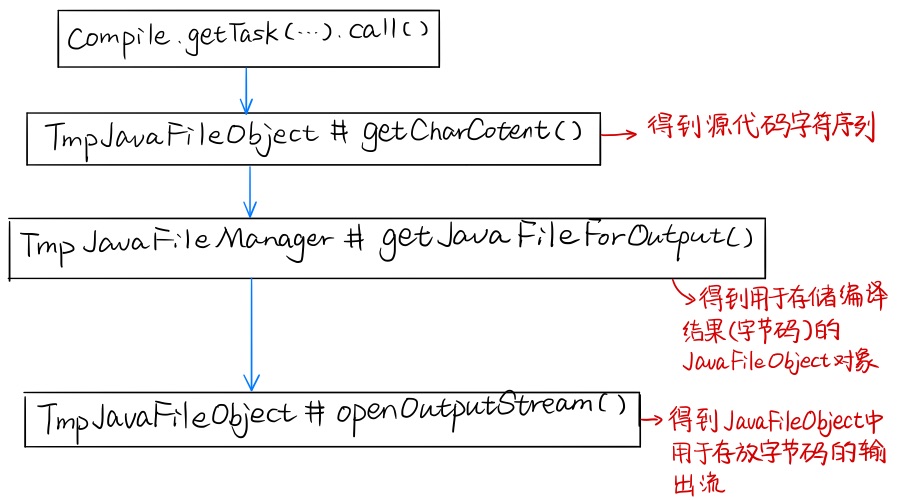 Compile.getTask(...).call()
TmpJavaFileObject # getCharCotent()
得到源代码字符序列
TmpJavaFileManager # getJavaFileForOutput()
得到用于存储编译
结果(字节码)的
JavaFileObject对象
TmpJavaFileObject # openOutputStream()
得到JavaFileObject中
用于存放字节码的输
出流